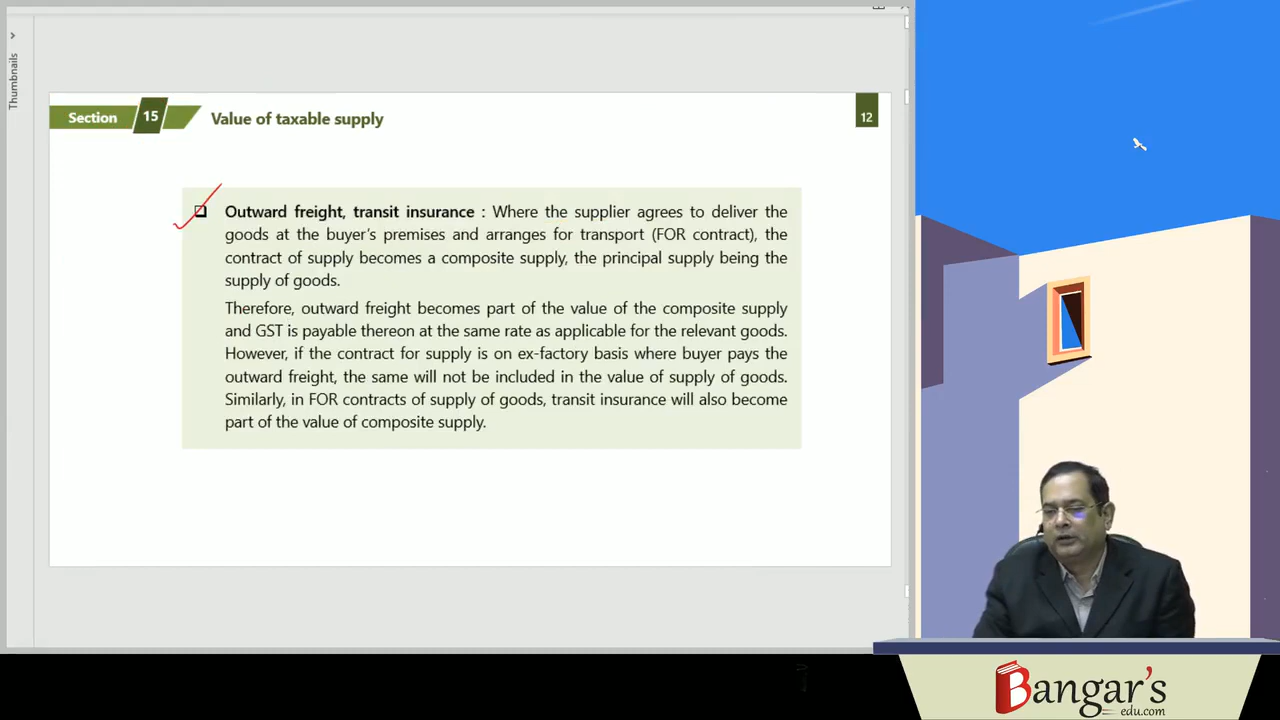 Thumbnails
Section 15 Value of taxable supply 12
Outward freight, transit insurance : Where the supplier agrees to deliver the
goods at the buyer's premises and arranges for transport (FOR contract), the
contract of supply becomes a composite supply, the principal supply being the
supply of goods.
Therefore, outward freight becomes part of the value of the composite supply
and GST is payable thereon at the same rate as applicable for the relevant goods.
However, if the contract for supply is on ex-factory basis where buyer pays the
outward freight, the same will not be included in the value of supply of goods.
Similarly, in FOR contracts of supply of goods, transit insurance will also become
part of the value of composite supply.
Bangar's
edu.com